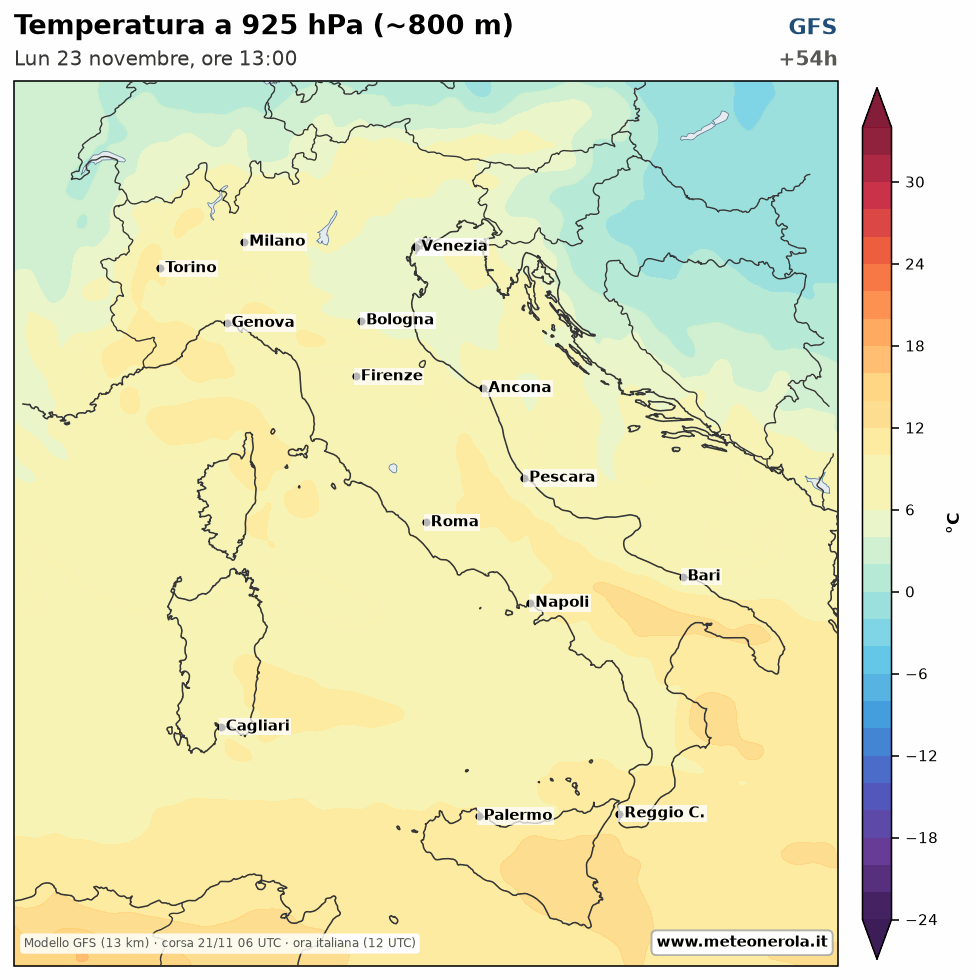 Temperatura a 925 hPa (~800 m)
GFS
Lun 23 novembre, ore 13:00
+54h
Milano
Venezia
Torino
Genova
Bologna
Firenze
Ancona
Pescara
Roma
Bari
Napoli
Cagliari
Palermo
Reggio C.
30
24
18
12
6
0
−6
−12
−18
−24
°C
Modello GFS (13 km) · corsa 21/11 06 UTC · ora italiana (12 UTC)
www.meteonerola.it